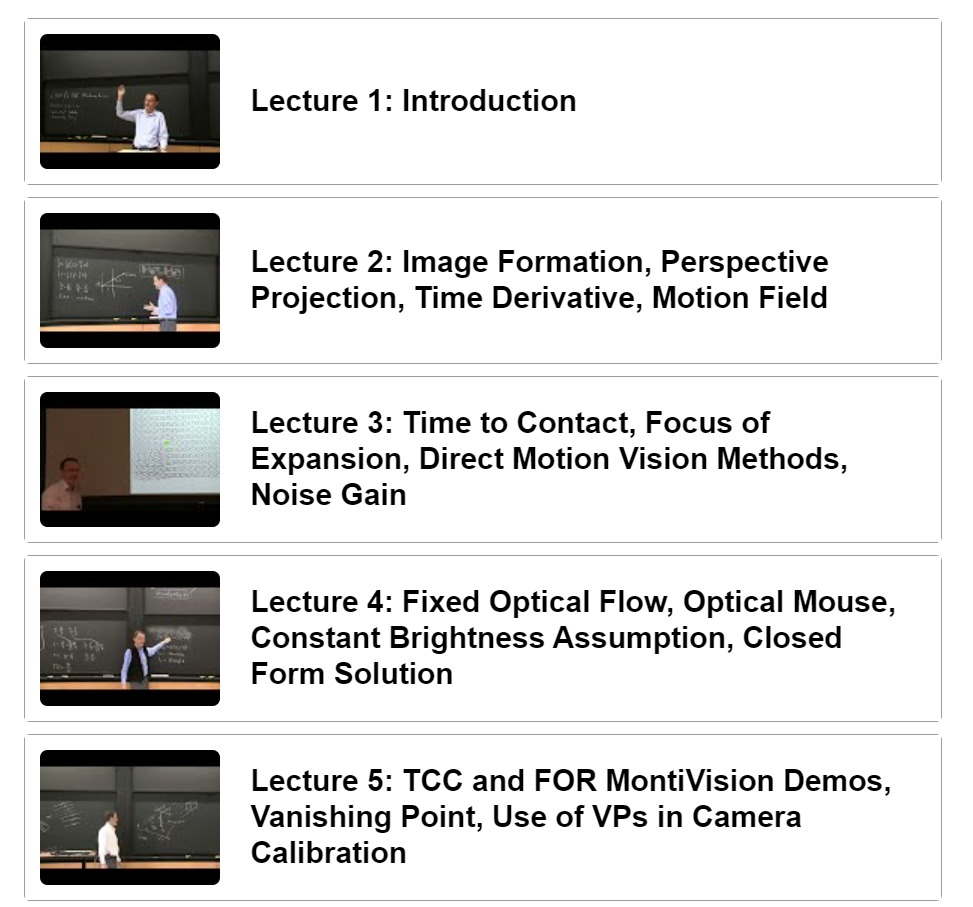 Lecture 1: Introduction
Lecture 2: Image Formation, Perspective
Projection, Time Derivative, Motion Field
Lecture 3: Time to Contact, Focus of
Expansion, Direct Motion Vision Methods,
Noise Gain
Lecture 4: Fixed Optical Flow, Optical Mouse,
Constant Brightness Assumption, Closed
Form Solution
Lecture 5: TCC and FOR MontiVision Demos,
Vanishing Point, Use of VPs in Camera
Calibration